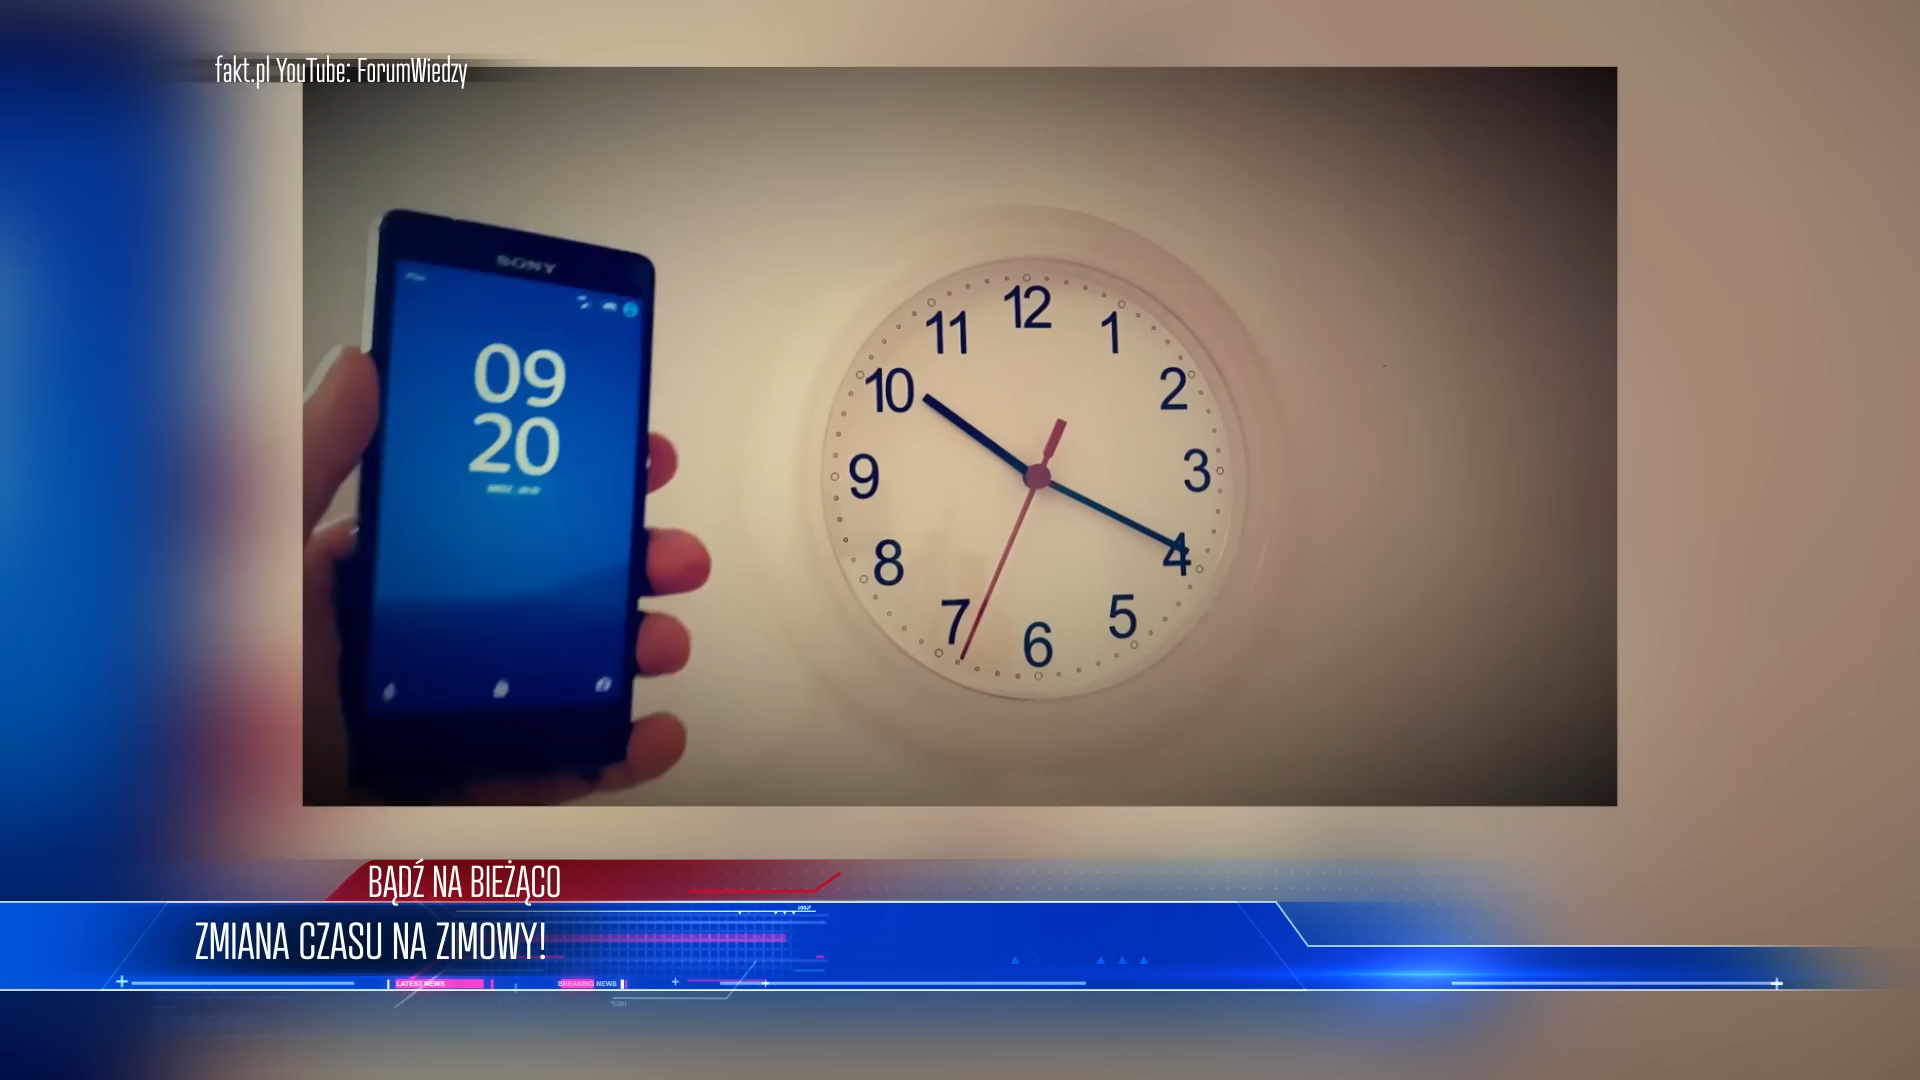 fakt.pl YouTube: ForumWiedzy
SONY
09
20
12
11
1
10
2
9
3
8
4
7
5
6
BĄDŹ NA BIEŻĄCO
ZMIANA CZASU NA ZIMOWY!
LATEST NEWS
BREAKING NEWS